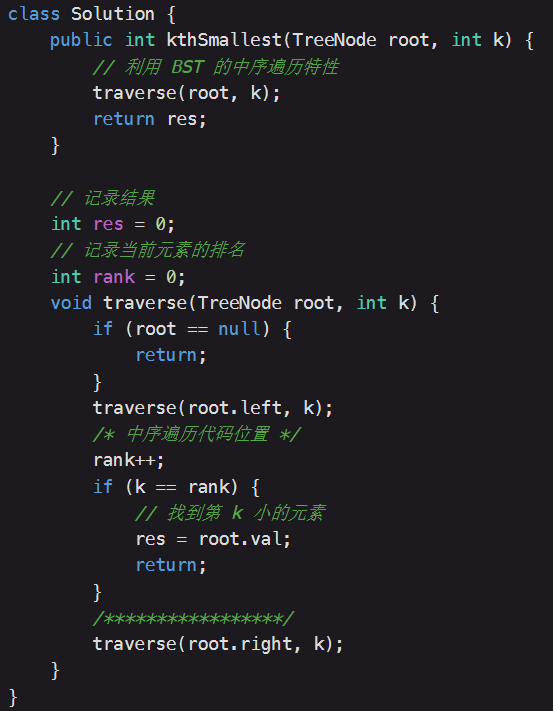 class Solution {
    public int kthSmallest(TreeNode root, int k) {
        // 利用 BST 的中序遍历特性
        traverse(root, k);
        return res;
    }

    // 记录结果
    int res = 0;
    // 记录当前元素的排名
    int rank = 0;
    void traverse(TreeNode root, int k) {
        if (root == null) {
            return;
        }
        traverse(root.left, k);
        /* 中序遍历代码位置 */
        rank++;
        if (k == rank) {
            // 找到第 k 小的元素
            res = root.val;
            return;
        }
        /*****************/
        traverse(root.right, k);
    }
}